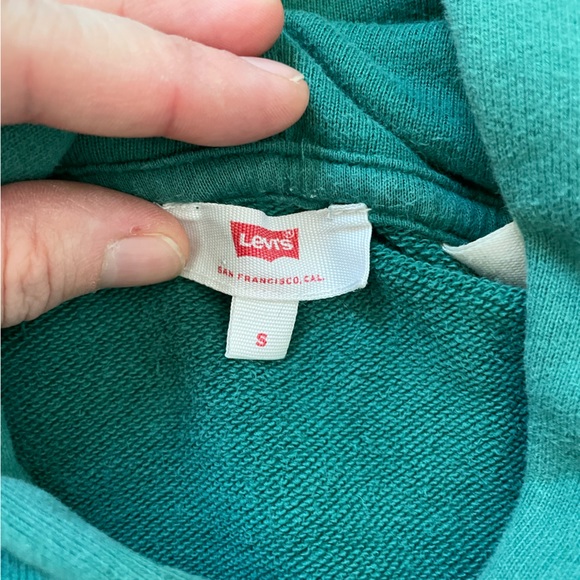 Levi's®
SAN FRANCISCO, CAL.
S